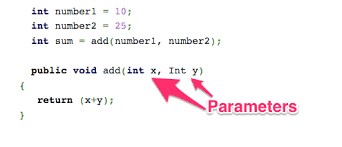 int number1 = 10;
int number2 = 25;
int sum = add(number1, number2);
public void add(int x, Int y)
{
return (x+y);
}
Parameters